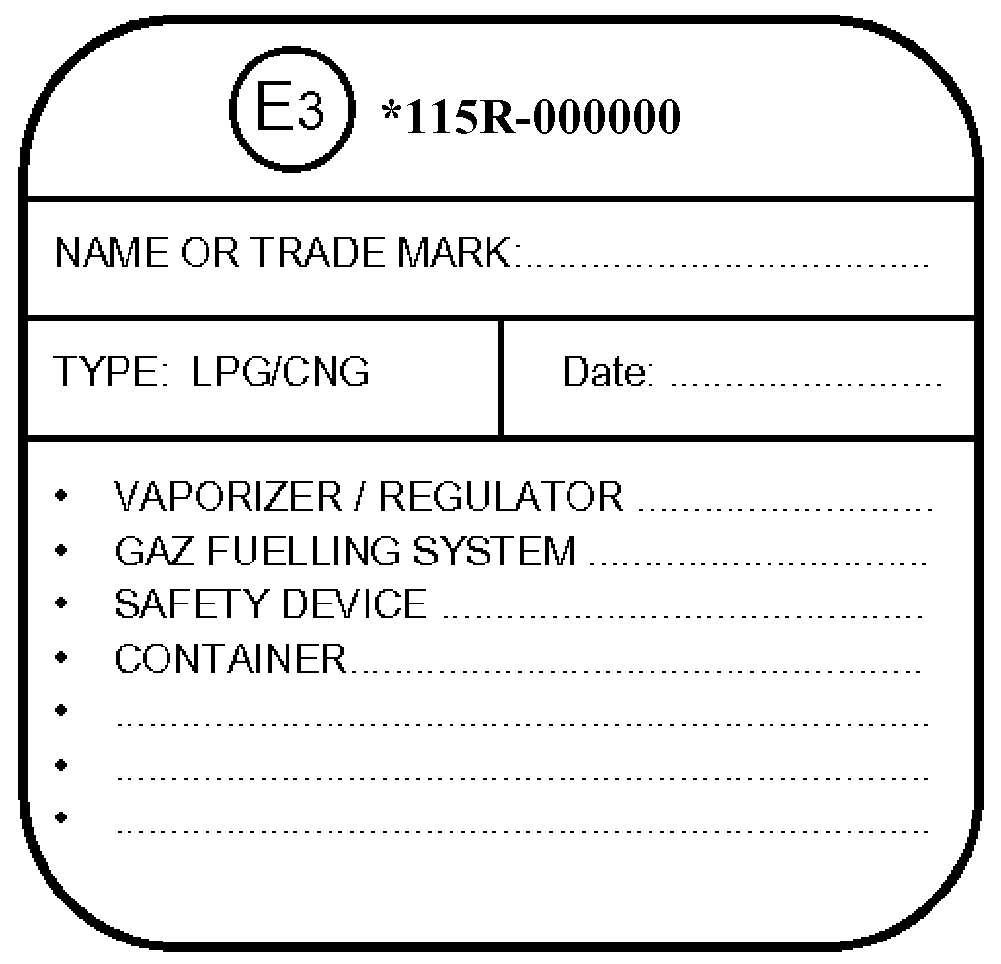 E3 *115R-000000
NAME OR TRADE MARK:..................................
TYPE: LPG/CNG
Date: .......................
• VAPORIZER / REGULATOR .........................
• GAZ FUELLING SYSTEM .............................
• SAFETY DEVICE .........................................
• CONTAINER.................................................
• .....................................................................
• .....................................................................
• .....................................................................